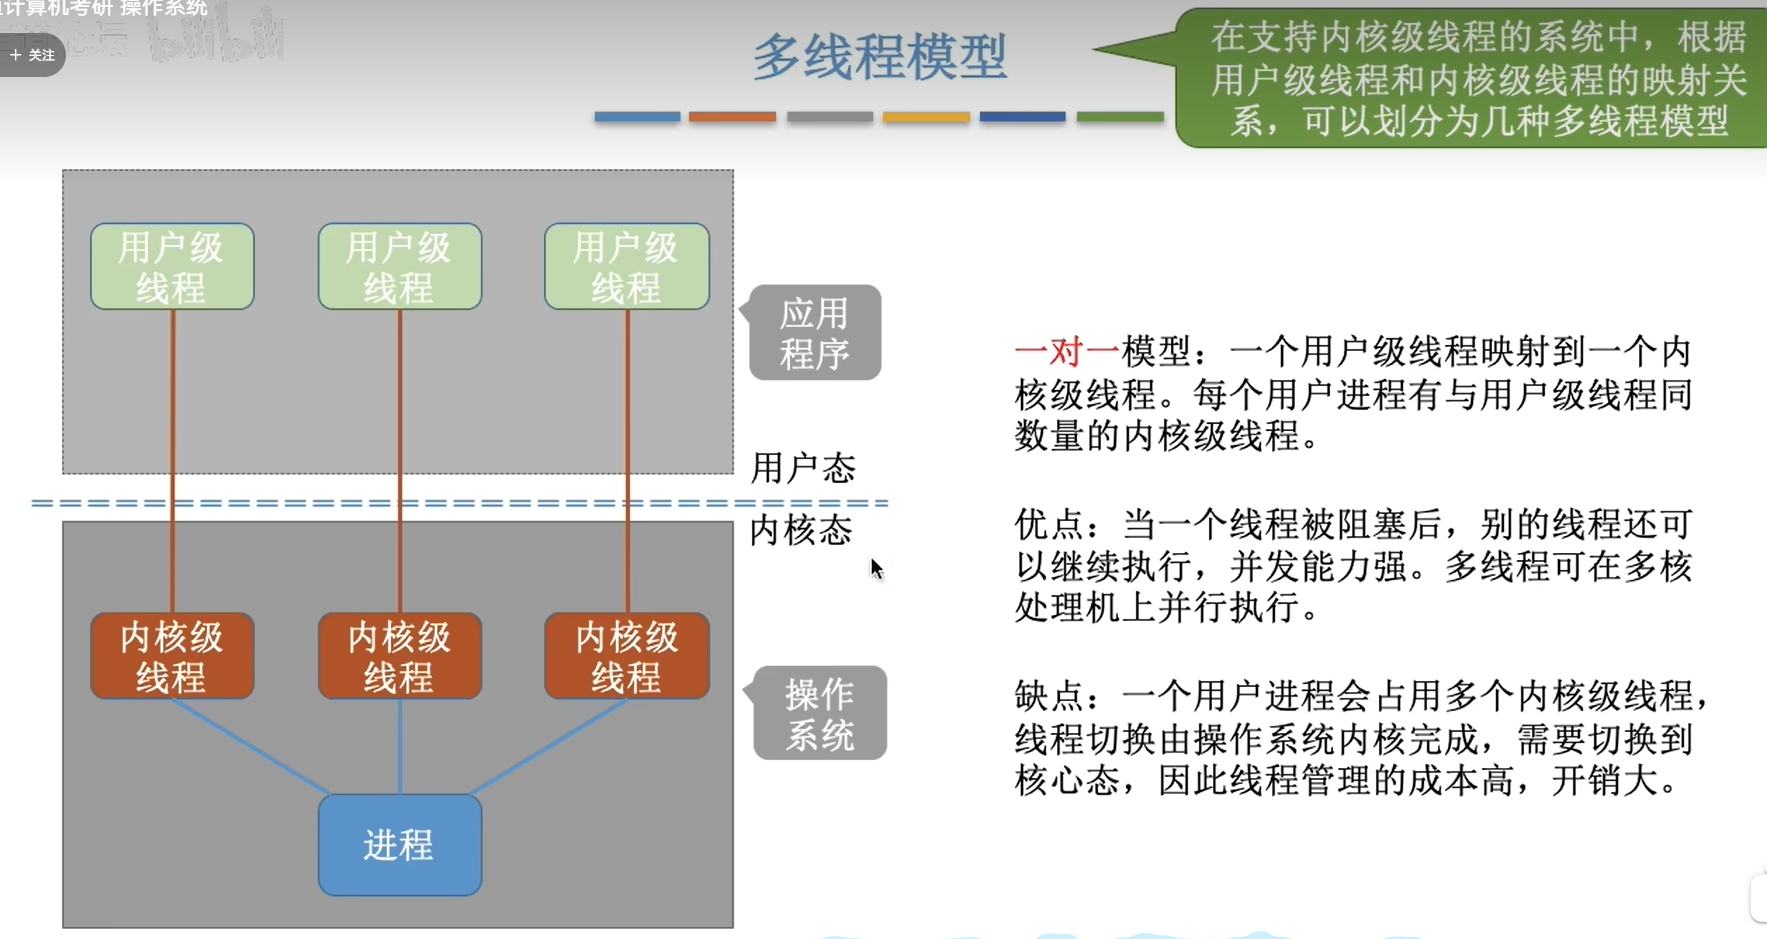 计算机考研 操作系统
bilibili
+ 关注
多线程模型
在支持内核级线程的系统中，根据
用户级线程和内核级线程的映射关
系，可以划分为几种多线程模型
用户级
线程
用户级
线程
用户级
线程
应用
程序
用户态
内核态
内核级
线程
内核级
线程
内核级
线程
操作
系统
进程
一对一模型：一个用户级线程映射到一个内
核级线程。每个用户进程有与用户级线程同
数量的内核级线程。
优点：当一个线程被阻塞后，别的线程还可
以继续执行，并发能力强。多线程可在多核
处理机上并行执行。
缺点：一个用户进程会占用多个内核级线程，
线程切换由操作系统内核完成，需要切换到
核心态，因此线程管理的成本高，开销大。